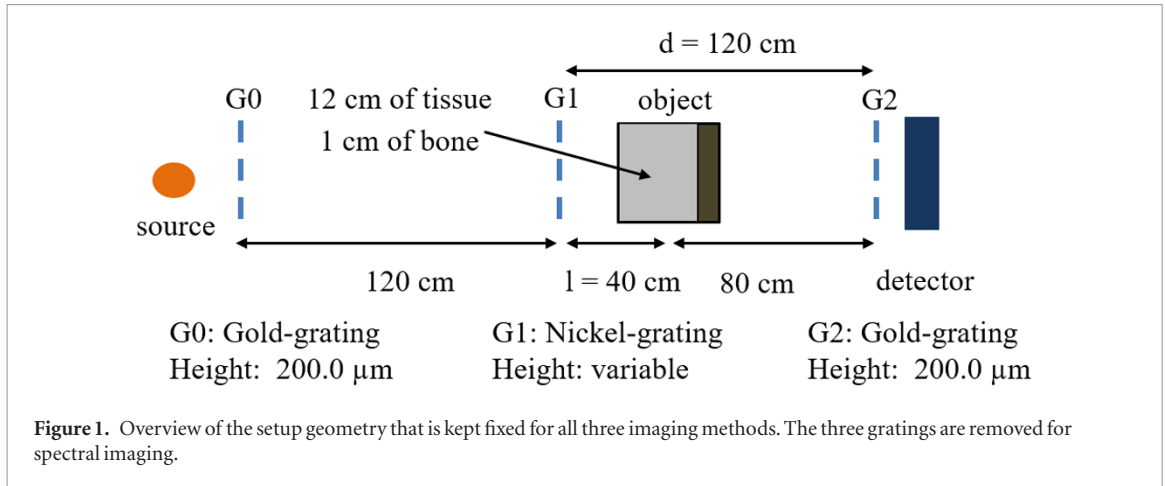 d = 120 cm
G0
12 cm of tissue
1 cm of bone
G1
object
G2
source
120 cm
l = 40 cm
80 cm
detector
G0: Gold-grating
Height: 200.0 µm
G1: Nickel-grating
Height: variable
G2: Gold-grating
Height: 200.0 µm
Figure 1. Overview of the setup geometry that is kept fixed for all three imaging methods. The three gratings are removed for
spectral imaging.